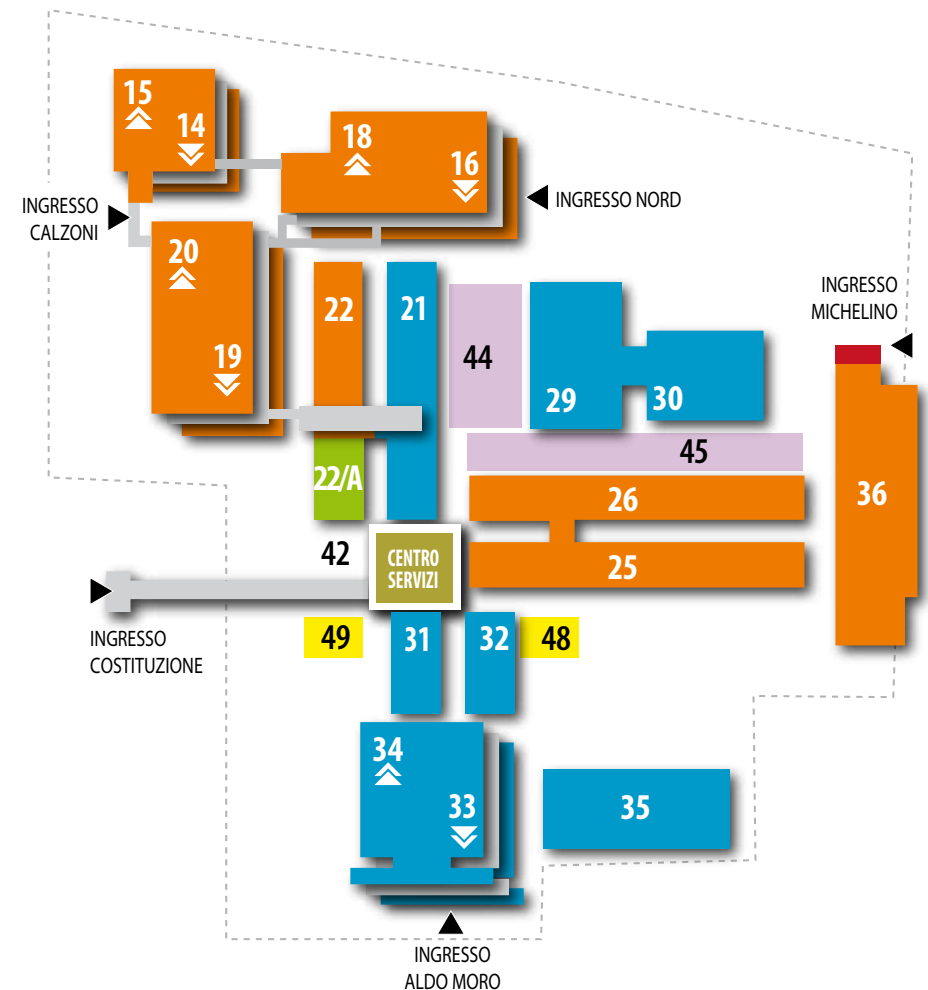 15
14
18
16
INGRESSO
CALZONI
INGRESSO NORD
20
19
22
21
44
29
30
INGRESSO
MICHELINO
45
26
36
22/A
42
CENTRO
SERVIZI
25
INGRESSO
COSTITUZIONE
49
31
32
48
34
33
35
INGRESSO
ALDO MORO